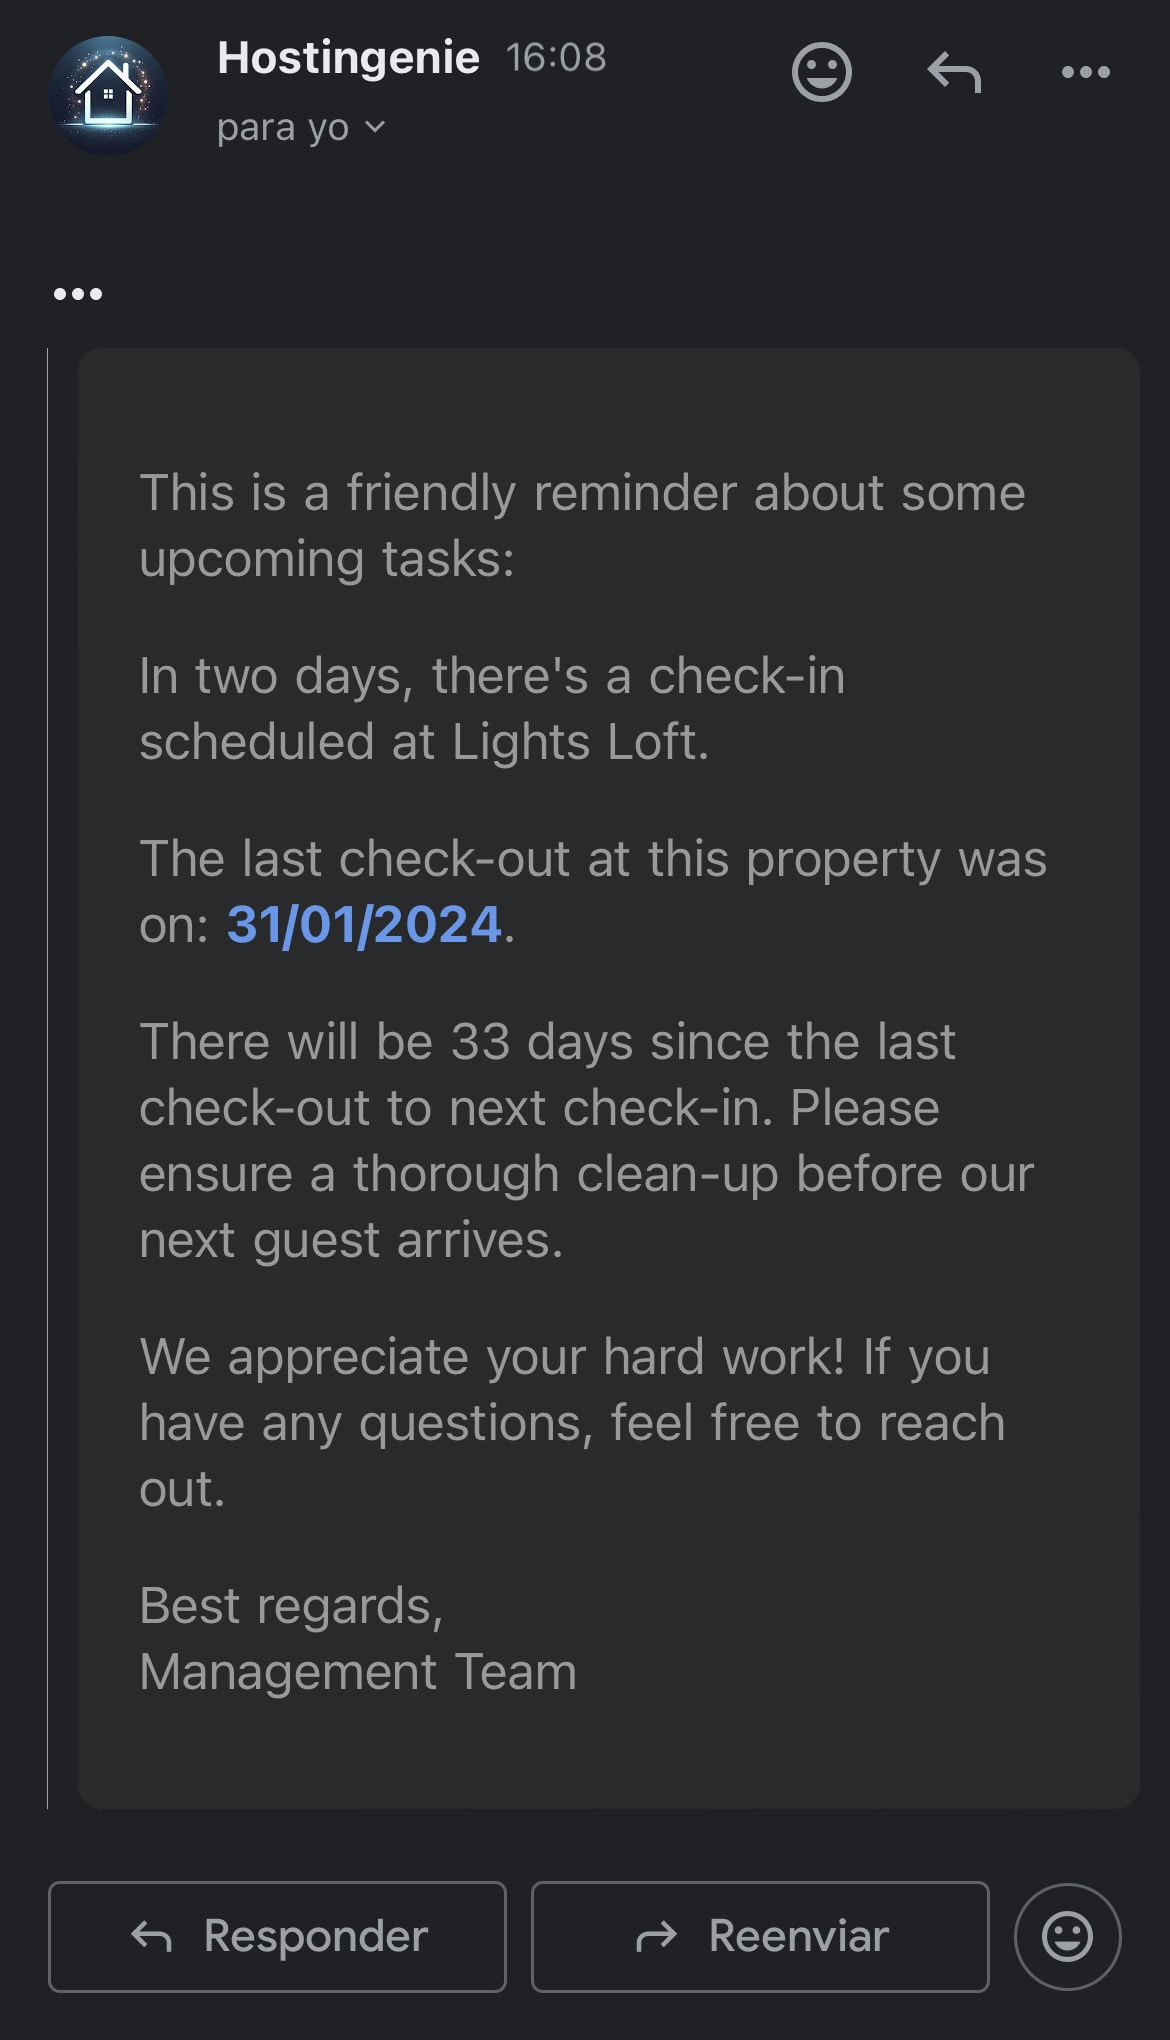 Hostingenie 16:08
para yo
This is a friendly reminder about some
upcoming tasks:
In two days, there's a check-in
scheduled at Lights Loft.
The last check-out at this property was
on: 31/01/2024.
There will be 33 days since the last
check-out to next check-in. Please
ensure a thorough clean-up before our
next guest arrives.
We appreciate your hard work! If you
have any questions, feel free to reach
out.
Best regards,
Management Team
Responder
Reenviar